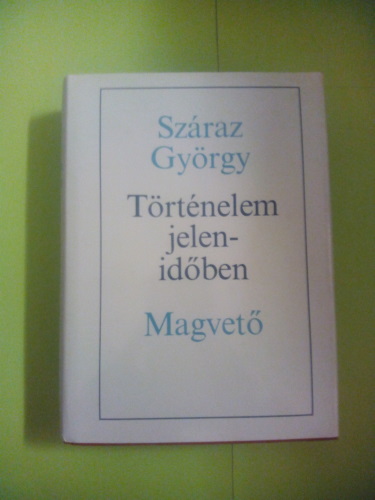 Száraz
György
Történelem
jelen-
időben
Magvető